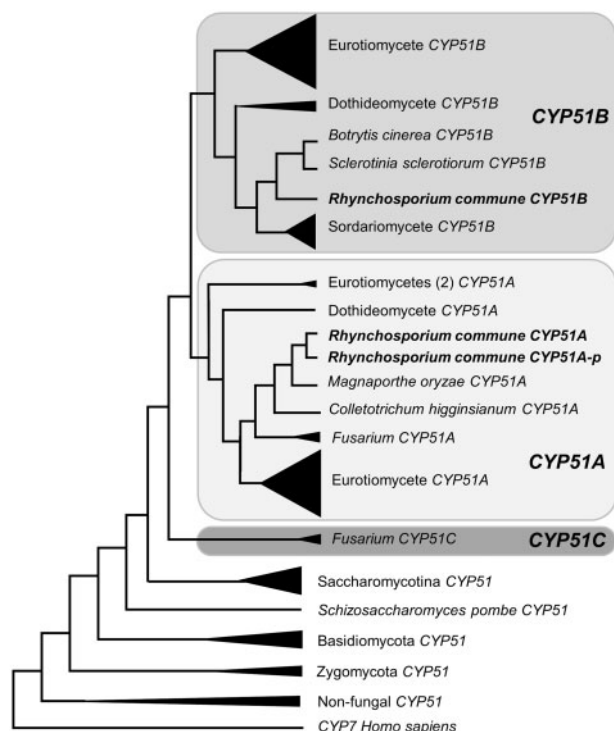 Eurotiomycete CYP51B
Dothideomycete CYP51B
CYP51B
Botrytis cinerea CYP51B
Sclerotinia sclerotiorum CYP51B
Rhynchosporium commune CYP51B
Sordariomycete CYP51B
Eurotiomycetes (2) CYP51A
Dothideomycete CYP51A
Rhynchosporium commune CYP51A
Rhynchosporium commune CYP51A-p
Magnaporthe oryzae CYP51A
Colletotrichum higginsianum CYP51A
Fusarium CYP51A
CYP51A
Eurotiomycete CYP51A
Fusarium CYP51C
CYP51C
Saccharomycotina CYP51
Schizosaccharomyces pombe CYP51
Basidiomycota CYP51
Zygomycota CYP51
Non-fungal CYP51
CYP7 Homo sapiens